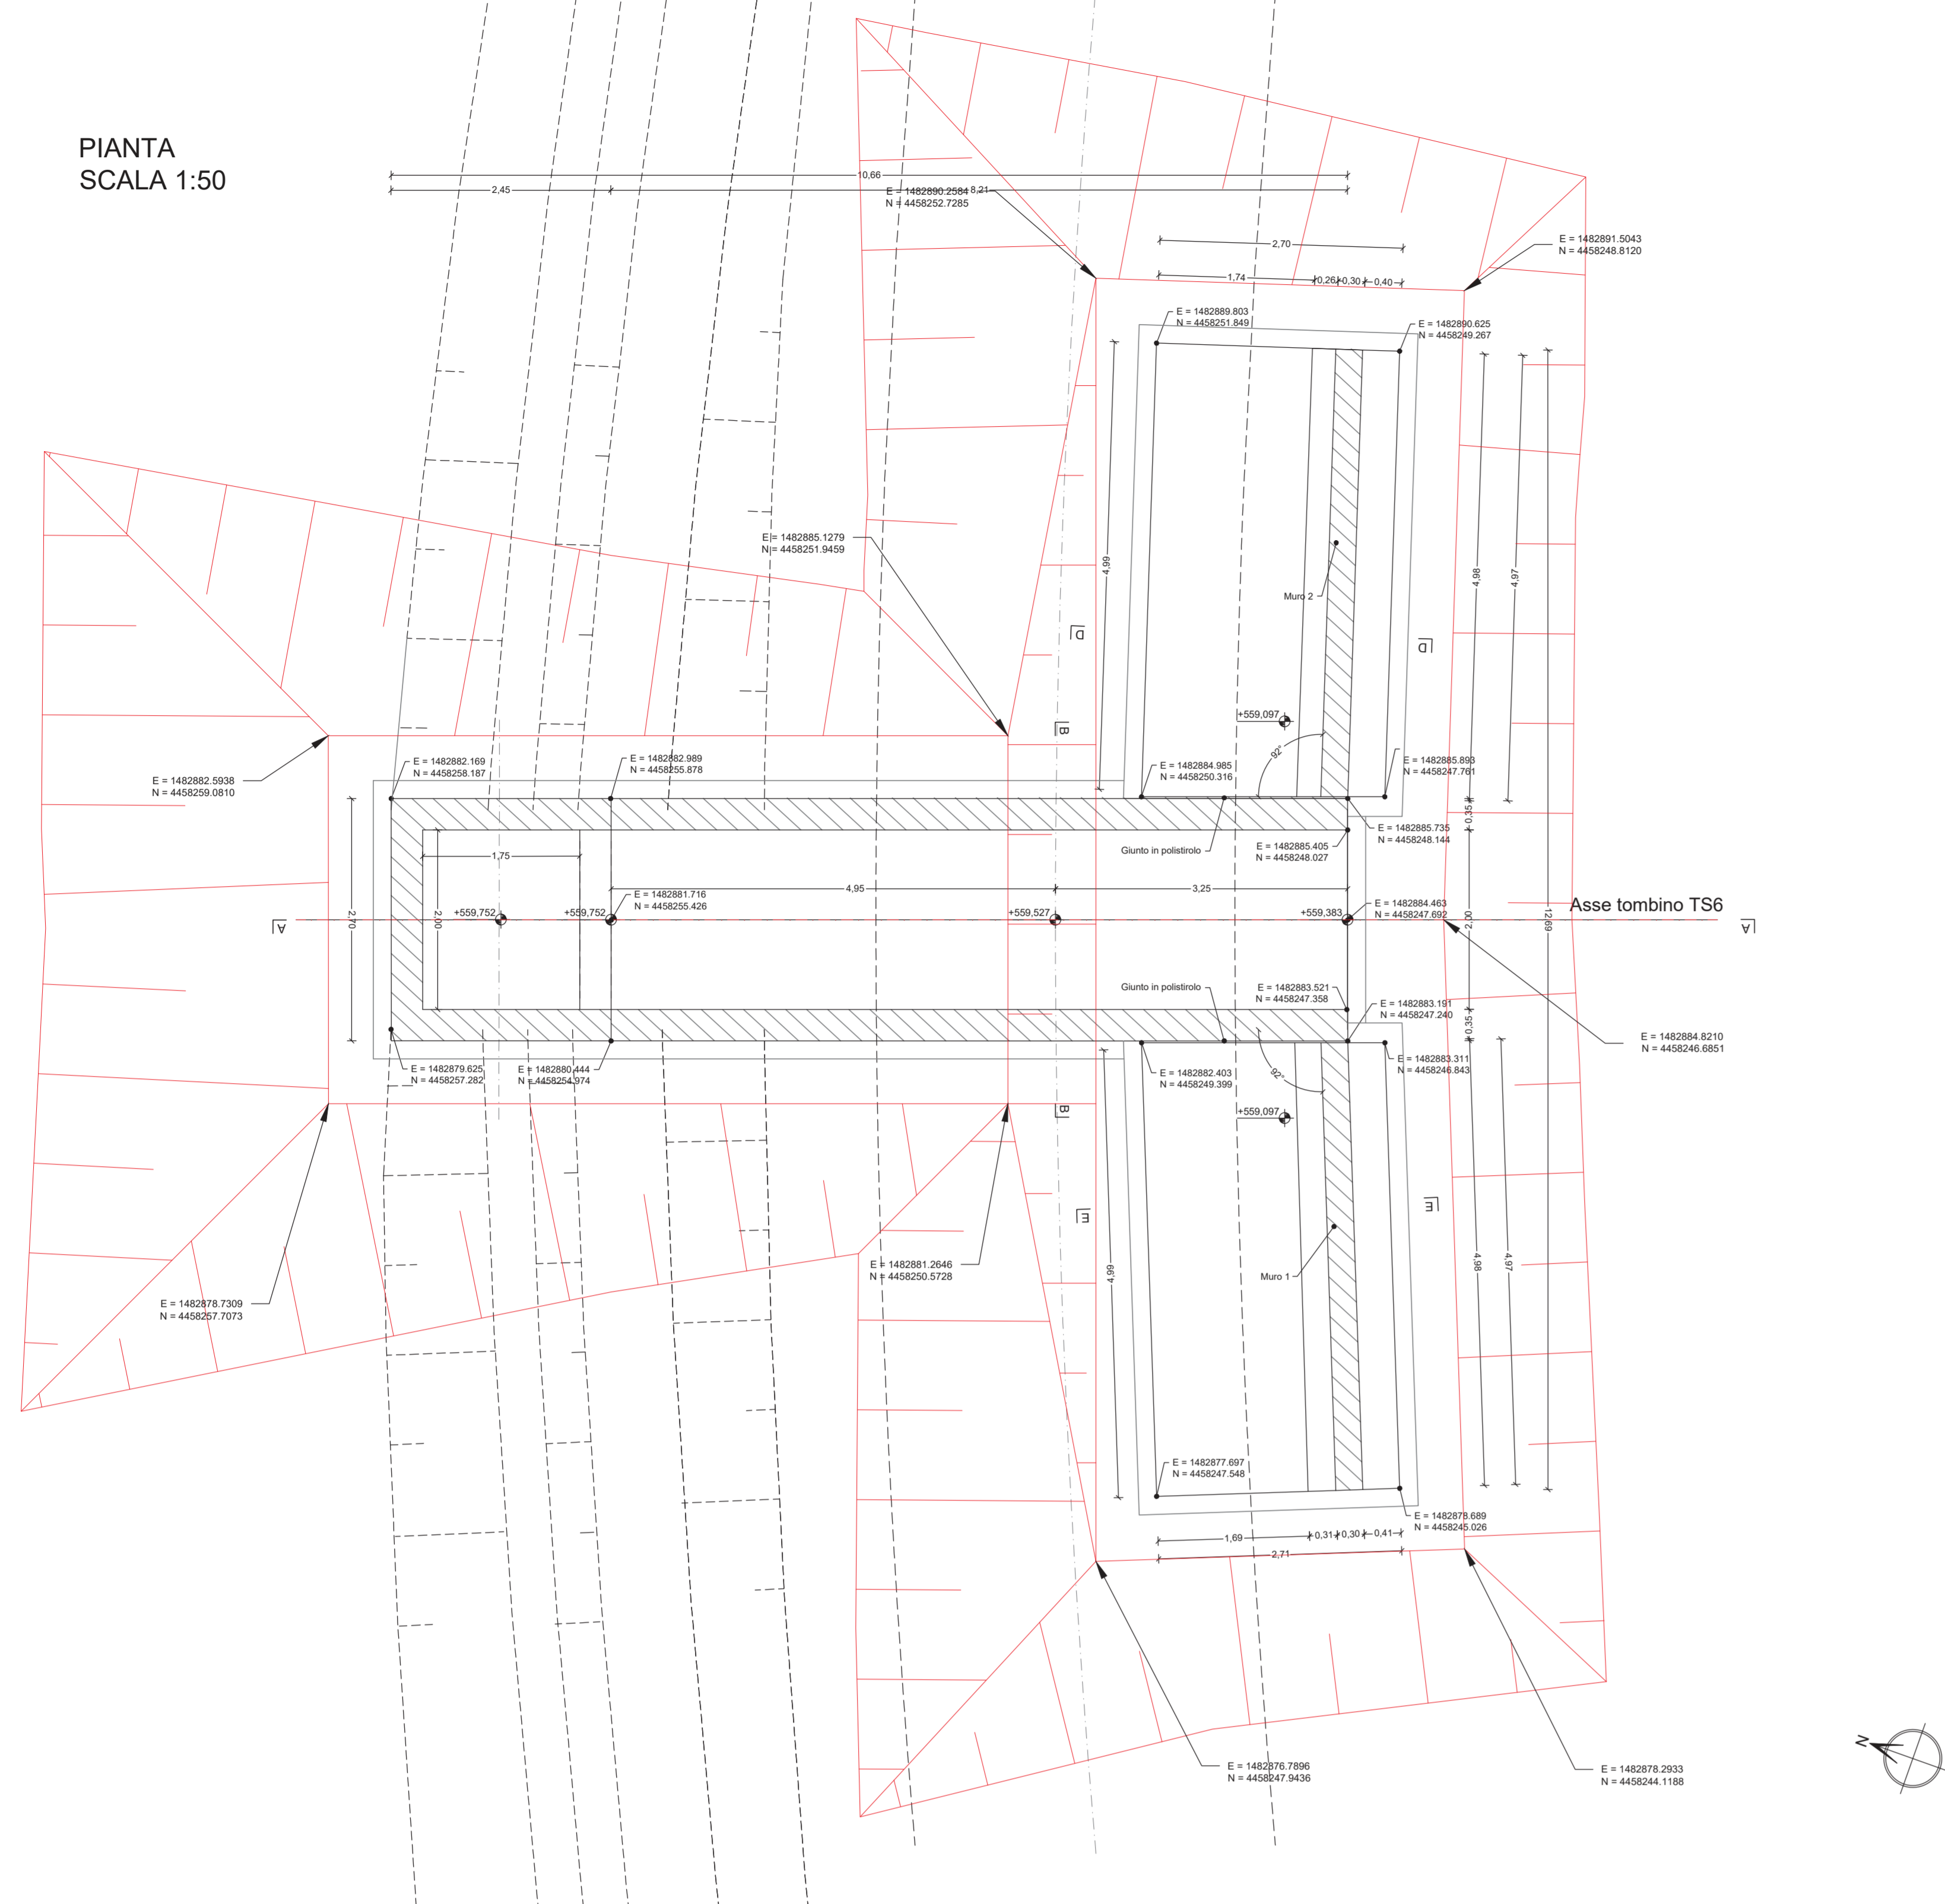 PIANTA
SCALA 1:50
10,66
2,45
8,21
E = 1482890.2584
N = 4458252.7285
E = 1482891.5043
N = 4458248.8120
2,70
1,74
0,26
0,30
0,40
E = 1482889.803
N = 4458251.849
E = 1482890.625
N = 4458249.267
E = 1482885.1279
N = 4458251.9459
4,69
4,98
4,97
Muro 2
D
D
+559,097
B
92°
E = 1482882.5938
N = 4458259.0810
E = 1482882.169
N = 4458258.187
E = 1482882.989
N = 4458255.878
E = 1482884.985
N = 4458250.316
E = 1482885.893
N = 4458247.761
0,35
E = 1482885.735
N = 4458248.144
Giunto in polistirolo
E = 1482885.405
N = 4458248.027
1,75
4,95
3,25
2,70
2,00
E = 1482881.716
N = 4458255.426
E = 1482884.463
N = 4458247.692
2,00
12,69
Asse tombino TS6
A
+559,752
+559,752
+559,527
+559,383
A
Giunto in polistirolo
E = 1482883.521
N = 4458247.358
E = 1482883.191
N = 4458247.240
0,35
E = 1482884.8210
N = 4458246.6851
E = 1482879.625
N = 4458257.282
E = 1482880.444
N = 4458254.974
E = 1482882.403
N = 4458249.399
E = 1482883.311
N = 4458246.843
92°
B
+559,097
E
E
E = 1482881.2646
N = 4458250.5728
4,69
4,98
4,97
Muro 1
E = 1482878.7309
N = 4458257.7073
E = 1482877.697
N = 4458247.548
E = 1482878.689
N = 4458245.026
1,69
0,31
0,30
0,41
2,71
E = 1482876.7896
N = 4458247.9436
E = 1482878.2933
N = 4458244.1188
N